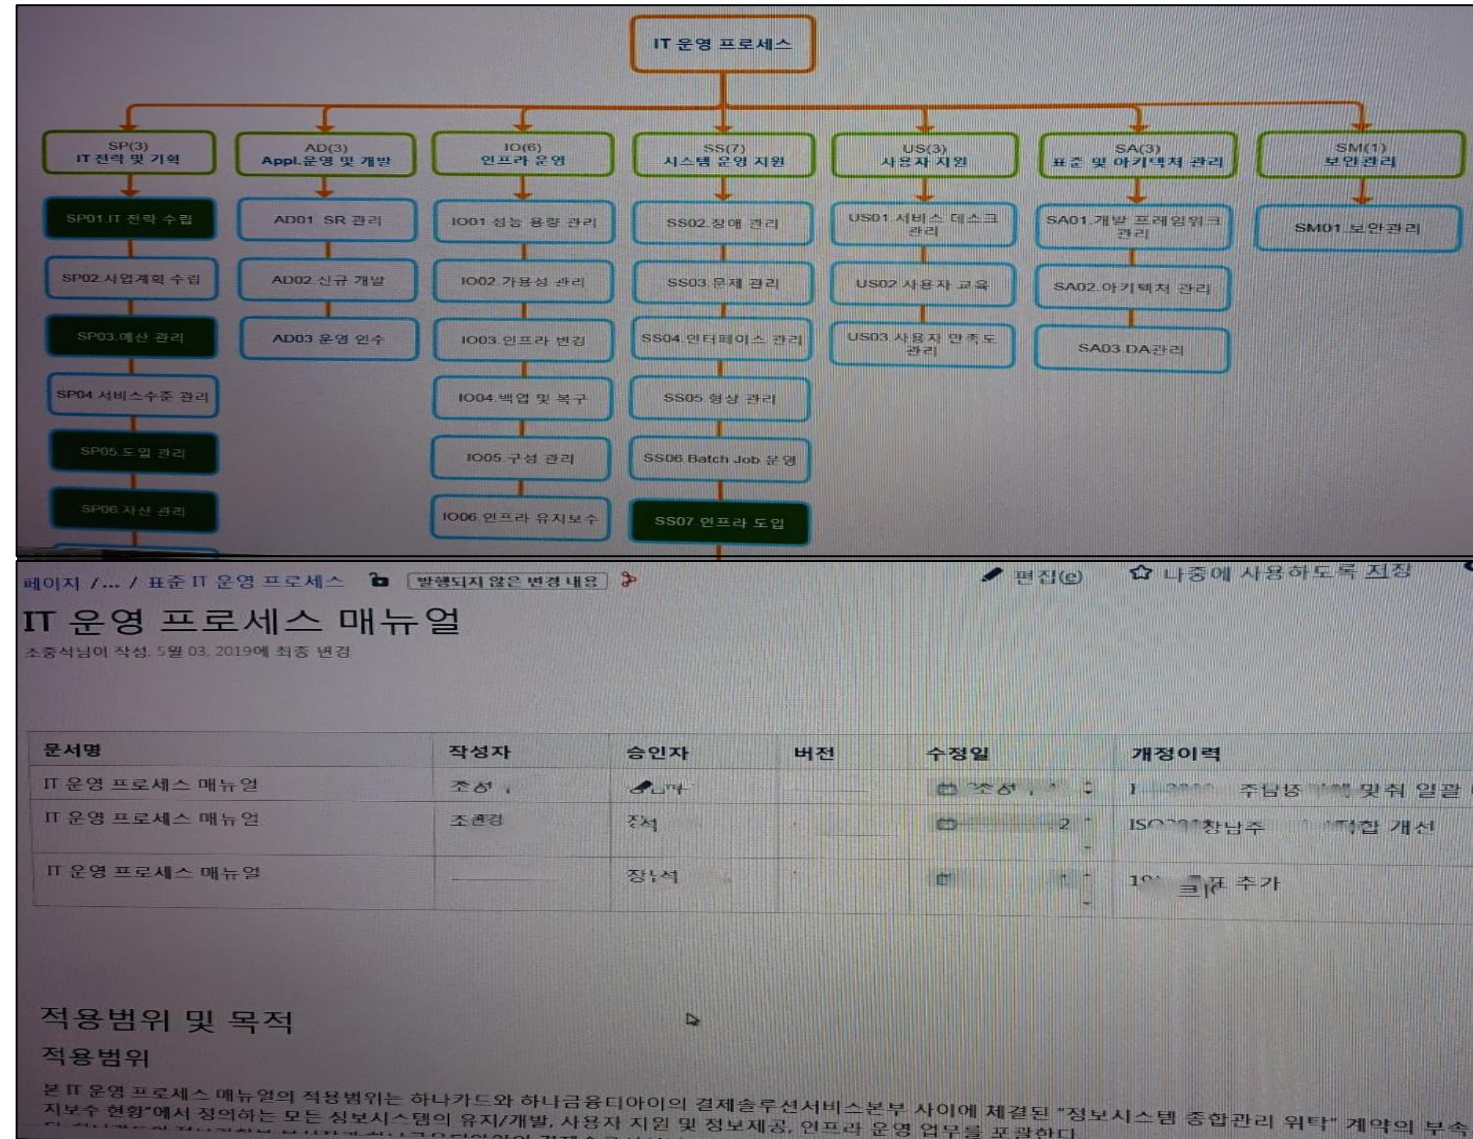 IT 운영 프로세스
SP(3)
IT 전략 및 기획
AD(3)
Appl.운영 및 개발
IO(6)
인프라 운영
SS(7)
시스템 운영 지원
US(3)
사용자 지원
SA(3)
표준 및 아키텍처 관리
SM(1)
보안관리
SP01.IT 전략 수립
SP02.사업계획 수립
SP03.예산 관리
SP04.서비스수준 관리
SP05.도입 관리
SP06.자산 관리
AD01 SR 관리
AD02.신규 개발
AD03 운영 인수
IO01 성능 용량 관리
IO02.가용성 관리
IO03.인프라 변경
IO04.백업 및 복구
IO05.구성 관리
IO06.인프라 유지보수
SS02.장애 관리
SS03.문제 관리
SS04.인터페이스 관리
SS05.형상 관리
SS06.Batch Job 운영
SS07 인프라 도입
US01.서비스 데스크
관리
US02 사용자 교육
US03.사용자 만족도
관리
SA01.개발 프레임워크
관리
SA02.아키텍처 관리
SA03.DA관리
SM01.보안관리
페이지 /... / 표준 IT 운영 프로세스 발행되지 않은 변경 내용 편집(e) 나중에 사용하도록 저장
IT 운영 프로세스 매뉴얼
조중석님이 작성, 5월 03, 2019에 최종 변경
문서명 작성자 승인자 버전 수정일 개정이력
IT 운영 프로세스 매뉴얼 맞춰 일괄
IT 운영 프로세스 매뉴얼 개선
IT 운영 프로세스 매뉴얼 추가
적용범위 및 목적
적용범위
본 IT 운영 프로세스 매뉴얼의 적용범위는 하나카드와 하나금융티아이의 결제솔루션서비스본부 사이에 체결된 "정보시스템 종합관리 위탁" 계약의 부속
지보수 현황"에서 정의하는 모든 정보시스템의 유지/개발, 사용자 지원 및 정보제공, 인프라 운영 업무를 포괄한다